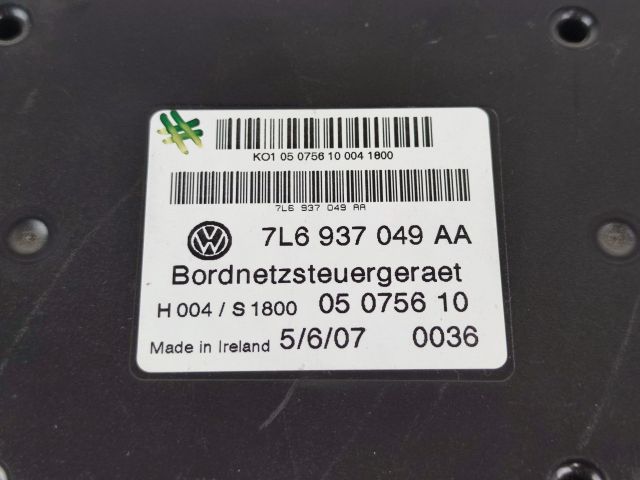 KO1 05 0756 10 004 1800
7L6 937 049 AA
7L6 937 049 AA
Bordnetzsteuergeraet
H 004 / S 1800 05 0756 10
Made in Ireland 5/6/07 0036